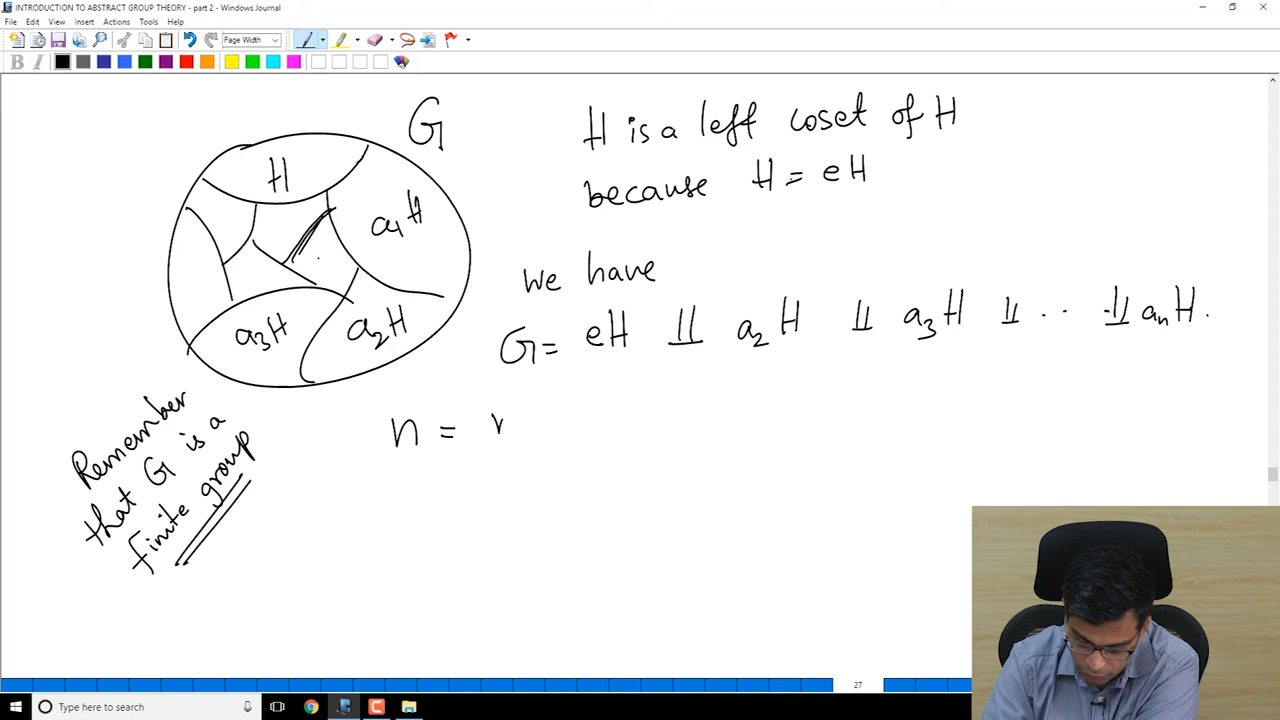 INTRODUCTION TO ABSTRACT GROUP THEORY - part 2 - Windows Journal
File Edit View Insert Actions Tools Help
Page Width
B I
G
H
a₁H
a₃H a₂H
H is a left coset of H
because H = eH
we have
G = eH ⨿ a₂H ⨿ a₃H ⨿ ... ⨿ aₙH.
n =
Remember
that G is a
finite group
27
Type here to search